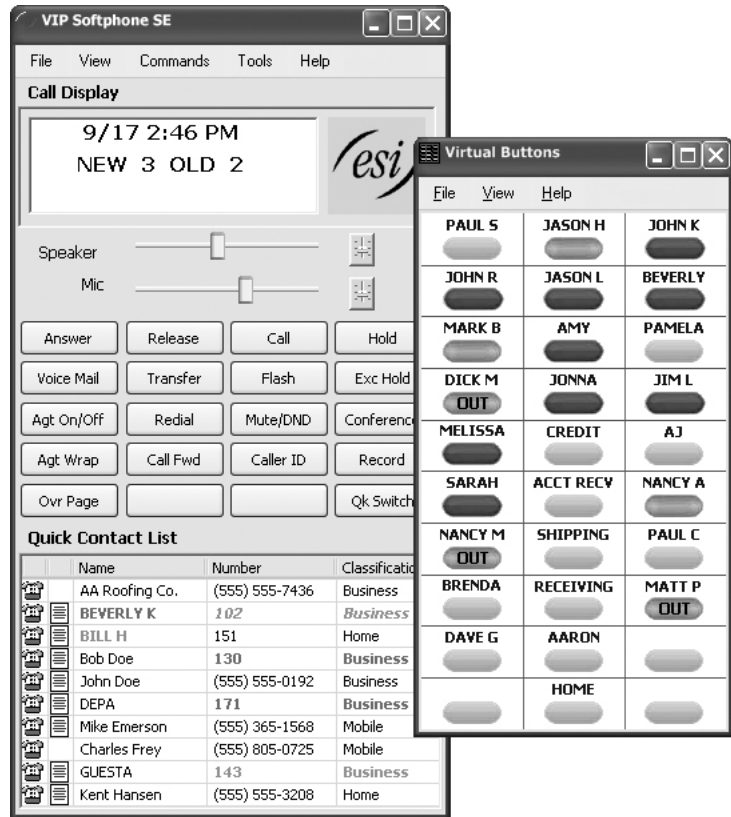 VIP Softphone SE
File View Commands Tools Help
Call Display
9/17 2:46 PM
NEW 3 OLD 2
esi
Speaker
Mic
Answer Release Call Hold
Voice Mail Transfer Flash Exc Hold
Agt On/Off Redial Mute/DND Conference
Agt Wrap Call Fwd Caller ID Record
Ovr Page Qk Switch
Quick Contact List
Name Number Classificatio
AA Roofing Co. (555) 555-7436 Business
BEVERLY K 102 Business
BILL H 151 Home
Bob Doe 130 Business
John Doe (555) 555-0192 Business
DEPA 171 Business
Mike Emerson (555) 365-1568 Mobile
Charles Frey (555) 805-0725 Mobile
GUESTA 143 Business
Kent Hansen (555) 555-3208 Home
Virtual Buttons
File View Help
PAUL S JASON H JOHN K
JOHN R JASON L BEVERLY
MARK B AMY PAMELA
DICK M JONNA JIM L
OUT
MELISSA CREDIT AJ
SARAH ACCT RECV NANCY A
NANCY M SHIPPING PAUL C
OUT
BRENDA RECEIVING MATT P
OUT
DAVE G AARON
HOME